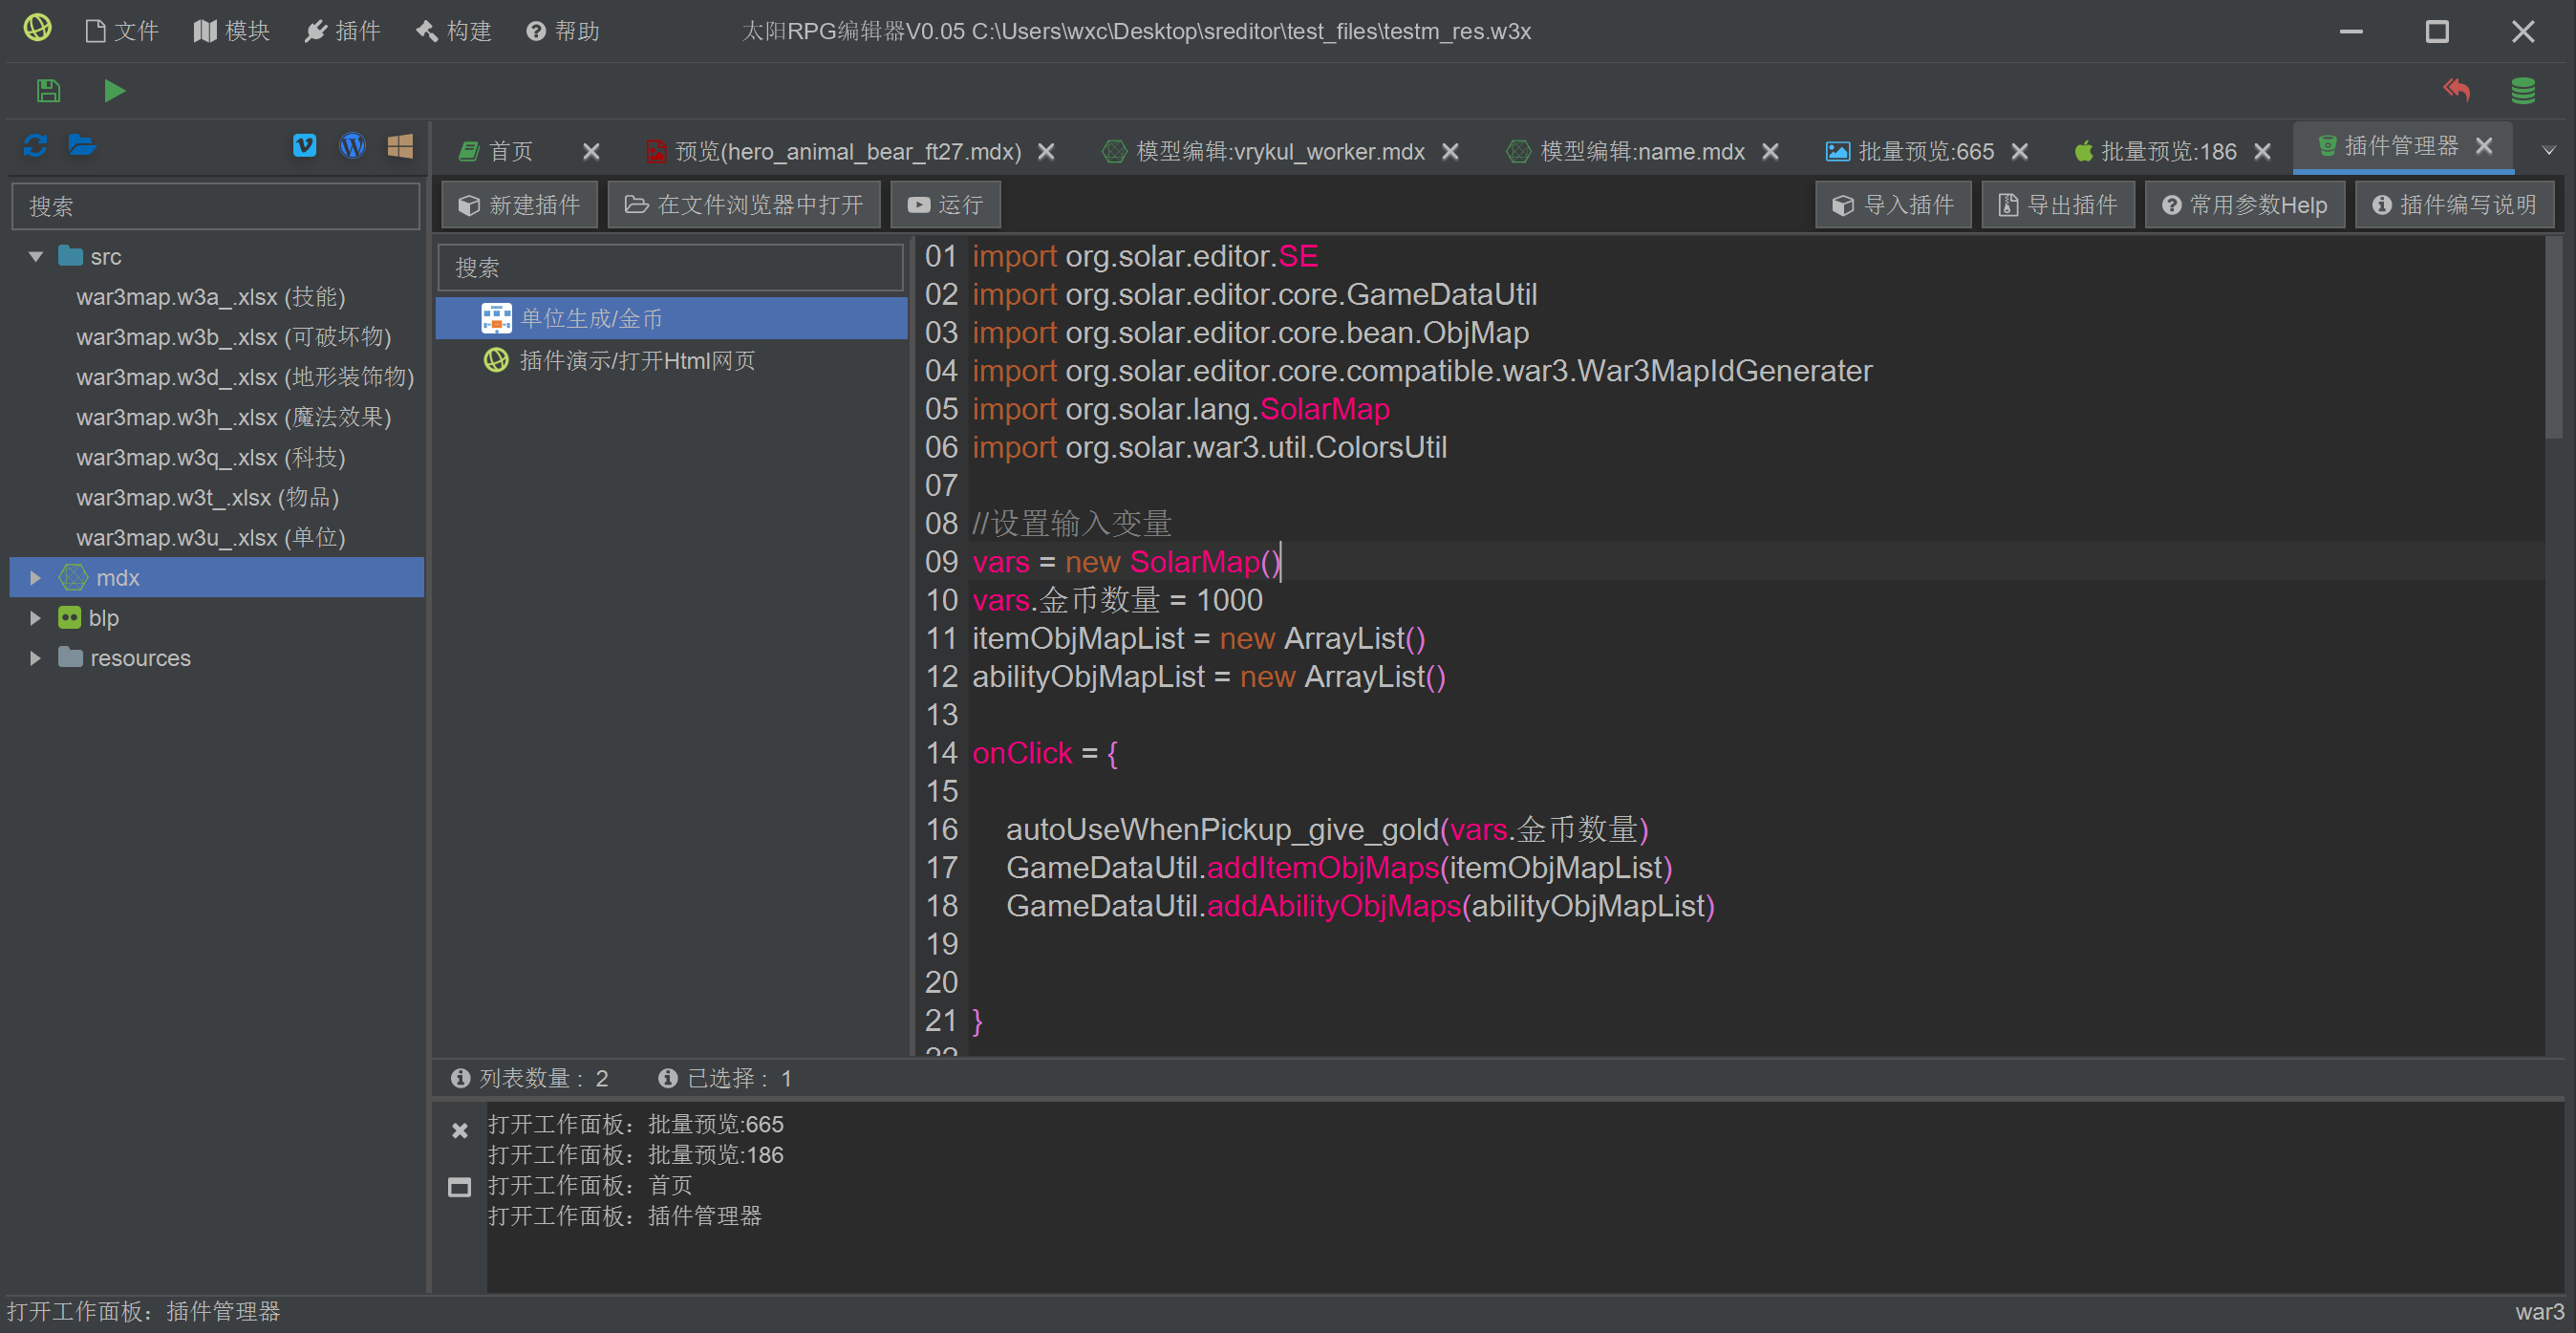 文件 模块 插件 构建 帮助 太阳RPG编辑器V0.05 C:\Users\wxc\Desktop\sreditor\test_files\testm_res.w3x
首页 预览(hero_animal_bear_ft27.mdx) 模型编辑:vrykul_worker.mdx 模型编辑:name.mdx 批量预览:665 批量预览:186 插件管理器
搜索
src
war3map.w3a_.xlsx (技能)
war3map.w3b_.xlsx (可破坏物)
war3map.w3d_.xlsx (地形装饰物)
war3map.w3h_.xlsx (魔法效果)
war3map.w3q_.xlsx (科技)
war3map.w3t_.xlsx (物品)
war3map.w3u_.xlsx (单位)
mdx
blp
resources
新建插件 在文件浏览器中打开 运行 导入插件 导出插件 常用参数Help 插件编写说明
搜索
单位生成/金币
插件演示/打开Html网页
01 import org.solar.editor.SE
02 import org.solar.editor.core.GameDataUtil
03 import org.solar.editor.core.bean.ObjMap
04 import org.solar.editor.core.compatible.war3.War3MapIdGenerater
05 import org.solar.lang.SolarMap
06 import org.solar.war3.util.ColorsUtil
07
08 //设置输入变量
09 vars = new SolarMap()
10 vars.金币数量 = 1000
11 itemObjMapList = new ArrayList()
12 abilityObjMapList = new ArrayList()
13
14 onClick = {
15
16 autoUseWhenPickup_give_gold(vars.金币数量)
17 GameDataUtil.addItemObjMaps(itemObjMapList)
18 GameDataUtil.addAbilityObjMaps(abilityObjMapList)
19
20
21 }
22
列表数量： 2 已选择： 1
打开工作面板：批量预览:665
打开工作面板：批量预览:186
打开工作面板：首页
打开工作面板：插件管理器
打开工作面板：插件管理器 war3